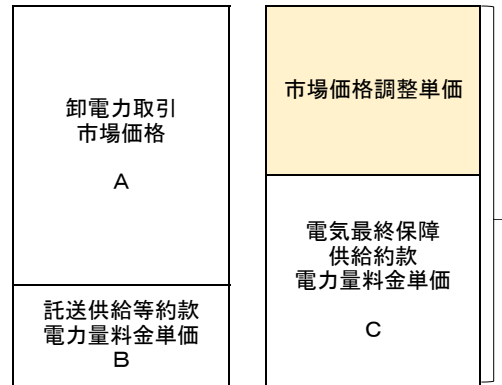 卸電力取引
市場価格
A
託送供給等約款
電力量料金単価
B
市場価格調整単価
電気最終保障
供給約款
電力量料金単価
C